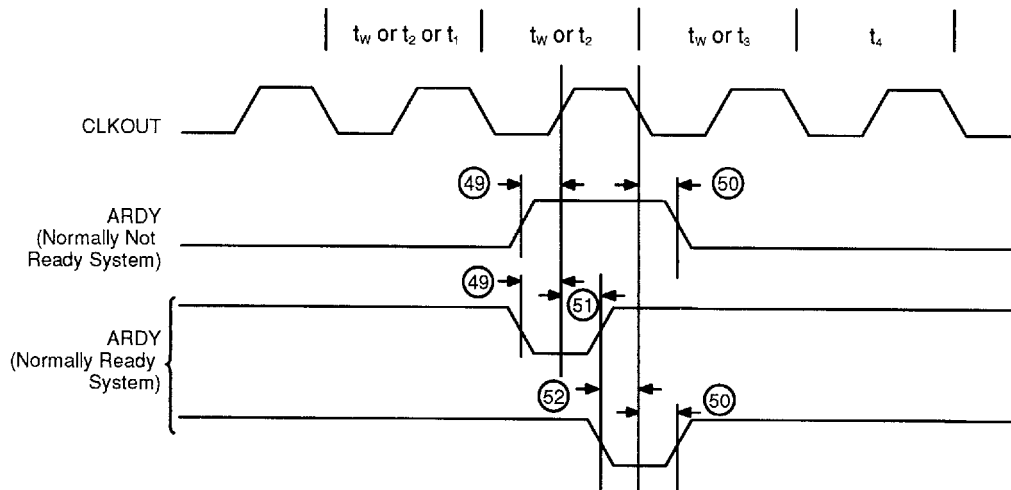 tW or t2 or t1
tW or t2
tW or t3
t4
CLKOUT
49
50
ARDY
(Normally Not
Ready System)
49
51
ARDY
(Normally Ready
System)
52
50